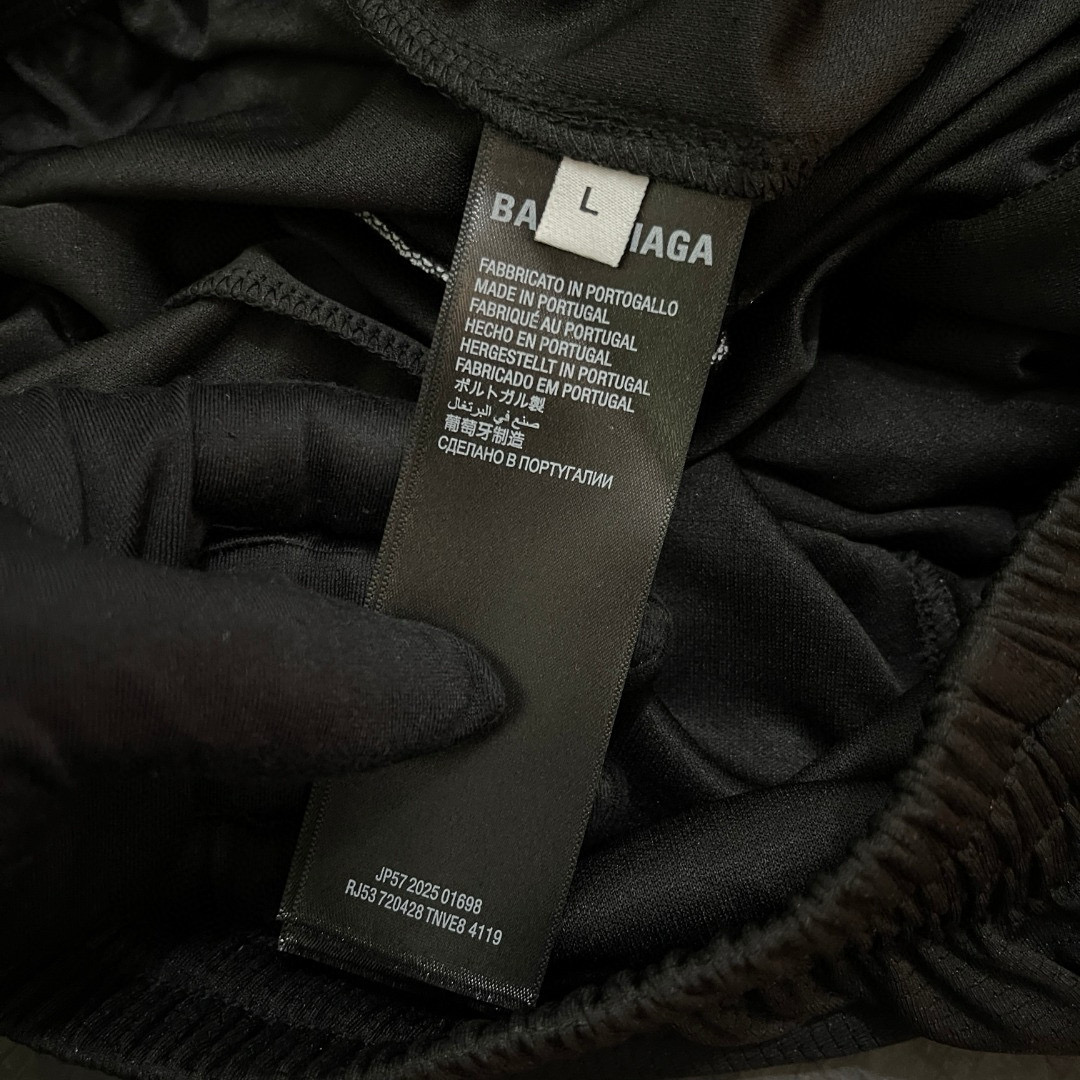 L
BA IAGA
FABBRICATO IN PORTOGALLO
MADE IN PORTUGAL
FABRIQUÉ AU PORTUGAL
HECHO EN PORTUGAL
HERGESTELLT IN PORTUGAL
FABRICADO EM PORTUGAL
ポルトガル製
صنع في البرتغال
葡萄牙制造
СДЕЛАНО В ПОРТУГАЛИИ
JP57 2025 01698
RJ53 720428 TNVE8 4119